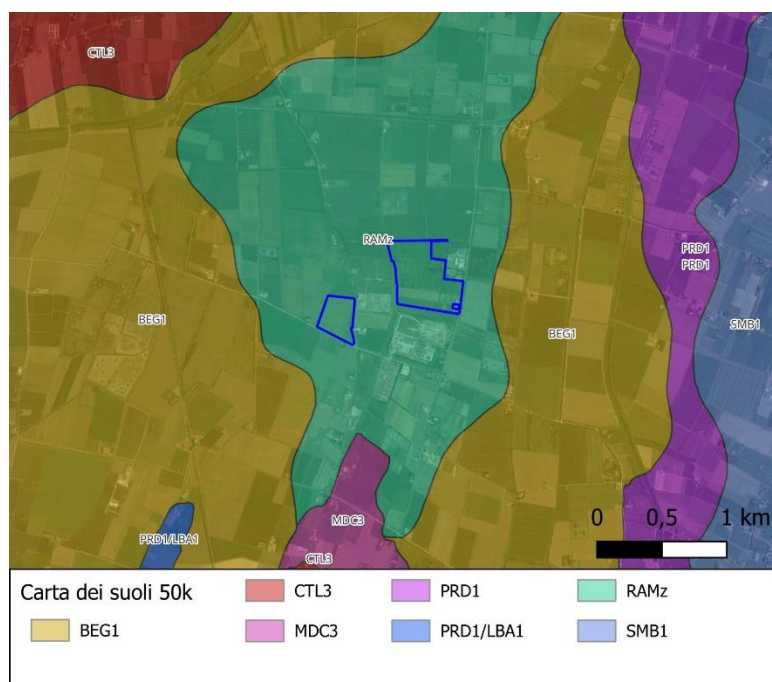 CTL3
RAMz
PRD1
PRD1
BEG1
BEG1
SMB1
MDC3
PRD1/LBA1
CTL3
0 0,5 1 km
Carta dei suoli 50k
CTL3 PRD1 RAMz
BEG1 MDC3 PRD1/LBA1 SMB1